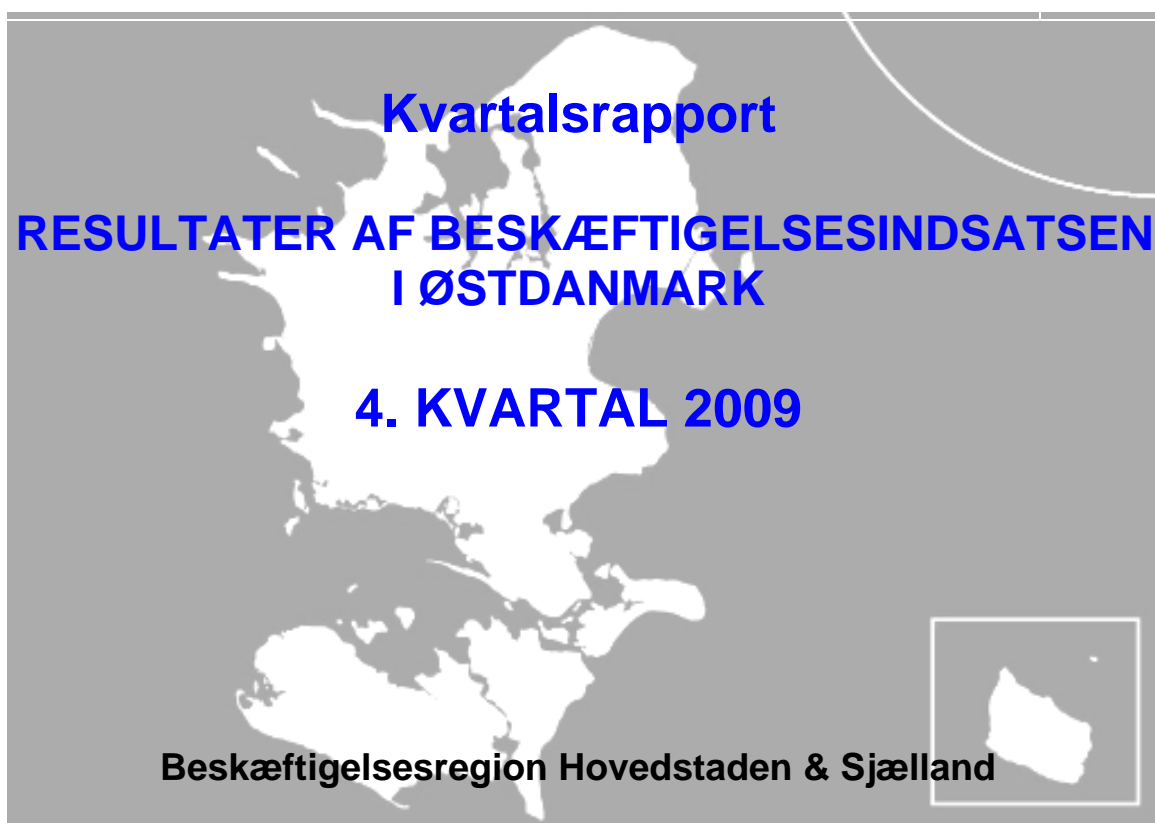 Kvartalsrapport
RESULTATER AF BESKÆFTIGELSESINDSATSEN
I ØSTDANMARK
4. KVARTAL 2009
Beskæftigelsesregion Hovedstaden & Sjælland